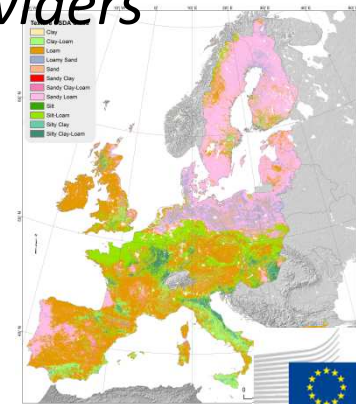 viders
Clay
Clay-Loam
Loam
Loamy Sand
Sand
Sandy Clay
Sandy Clay-Loam
Sandy Loam
Silt
Silt-Loam
Silty Clay
Silty Clay-Loam